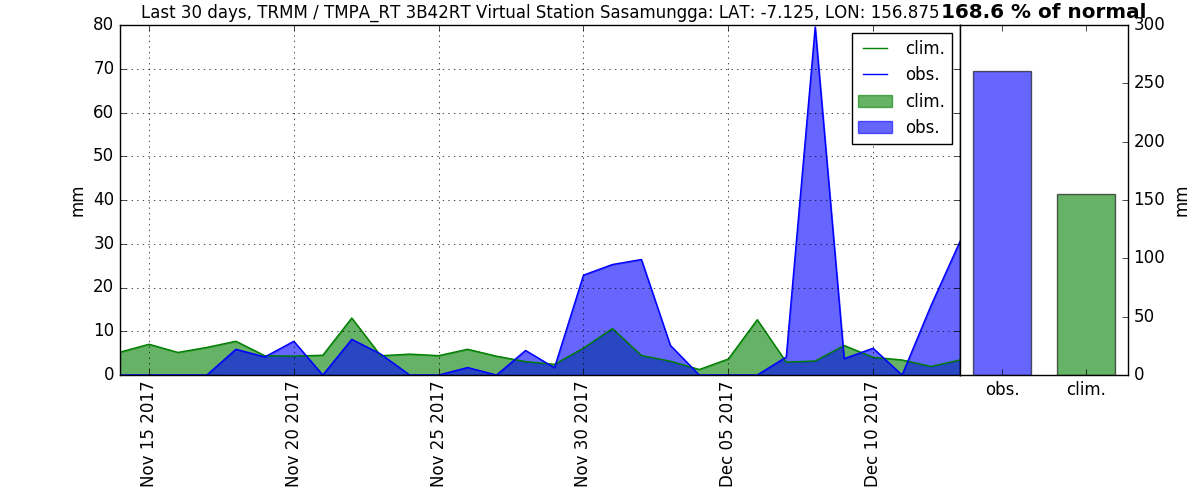 Last 30 days, TRMM / TMPA_RT 3B42RT Virtual Station Sasamungga: LAT: -7.125, LON: 156.875
168.6 % of normal
80
70
60
50
40
30
20
10
0
mm
clim.
obs.
clim.
obs.
300
250
200
150
100
50
0
mm
obs.
clim.
Nov 15 2017
Nov 20 2017
Nov 25 2017
Nov 30 2017
Dec 05 2017
Dec 10 2017